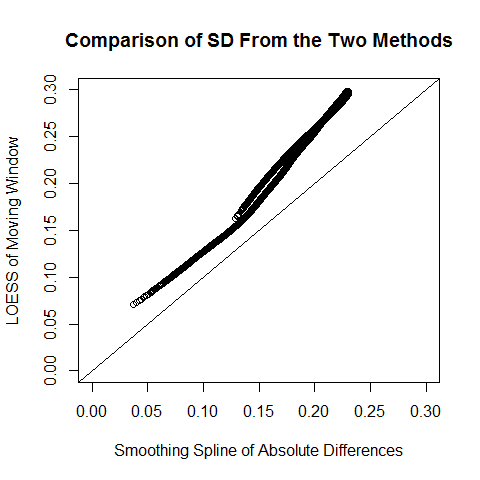 Comparison of SD From the Two Methods
LOESS of Moving Window
0.30
0.25
0.20
0.15
0.10
0.05
0.00
0.00 0.05 0.10 0.15 0.20 0.25 0.30
Smoothing Spline of Absolute Differences